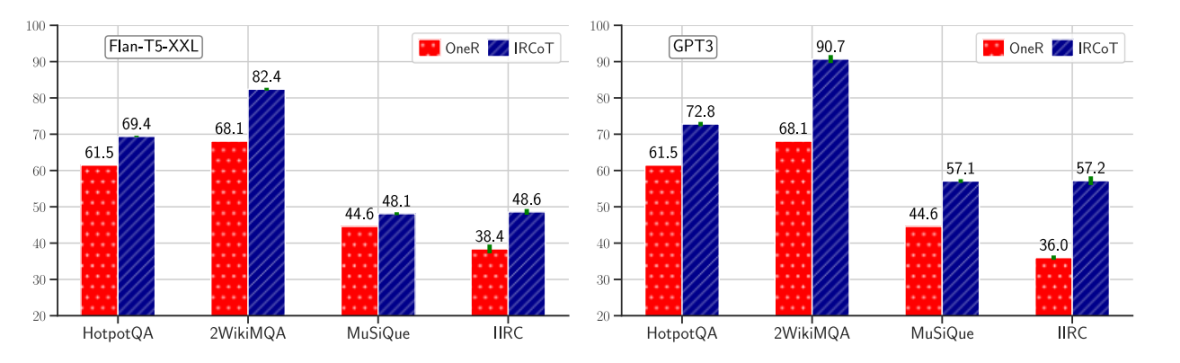 Flan-T5-XXL
OneR IRCoT
100
90
80
70
60
50
40
30
20
61.5 69.4 68.1 82.4 44.6 48.1 38.4 48.6
HotpotQA 2WikiMQA MuSiQue IIRC
GPT3
OneR IRCoT
100
90
80
70
60
50
40
30
20
61.5 72.8 68.1 90.7 44.6 57.1 36.0 57.2
HotpotQA 2WikiMQA MuSiQue IIRC